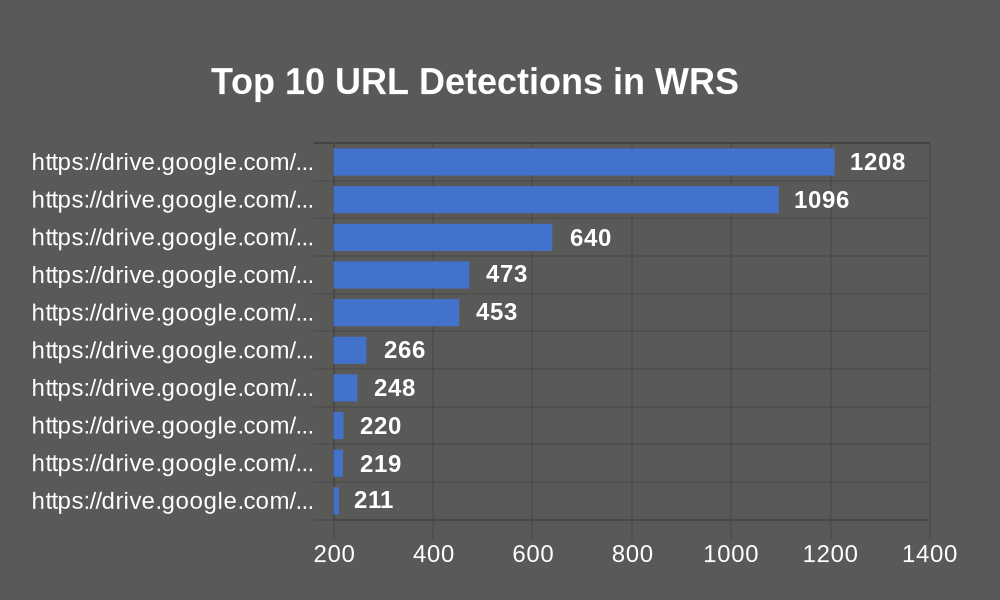 Top 10 URL Detections in WRS
https://drive.google.com/... 1208
https://drive.google.com/... 1096
https://drive.google.com/... 640
https://drive.google.com/... 473
https://drive.google.com/... 453
https://drive.google.com/... 266
https://drive.google.com/... 248
https://drive.google.com/... 220
https://drive.google.com/... 219
https://drive.google.com/... 211
200 400 600 800 1000 1200 1400